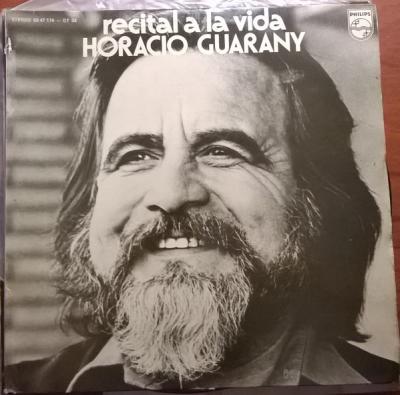 recital a la vida
HORACIO GUARANY
PHILIPS